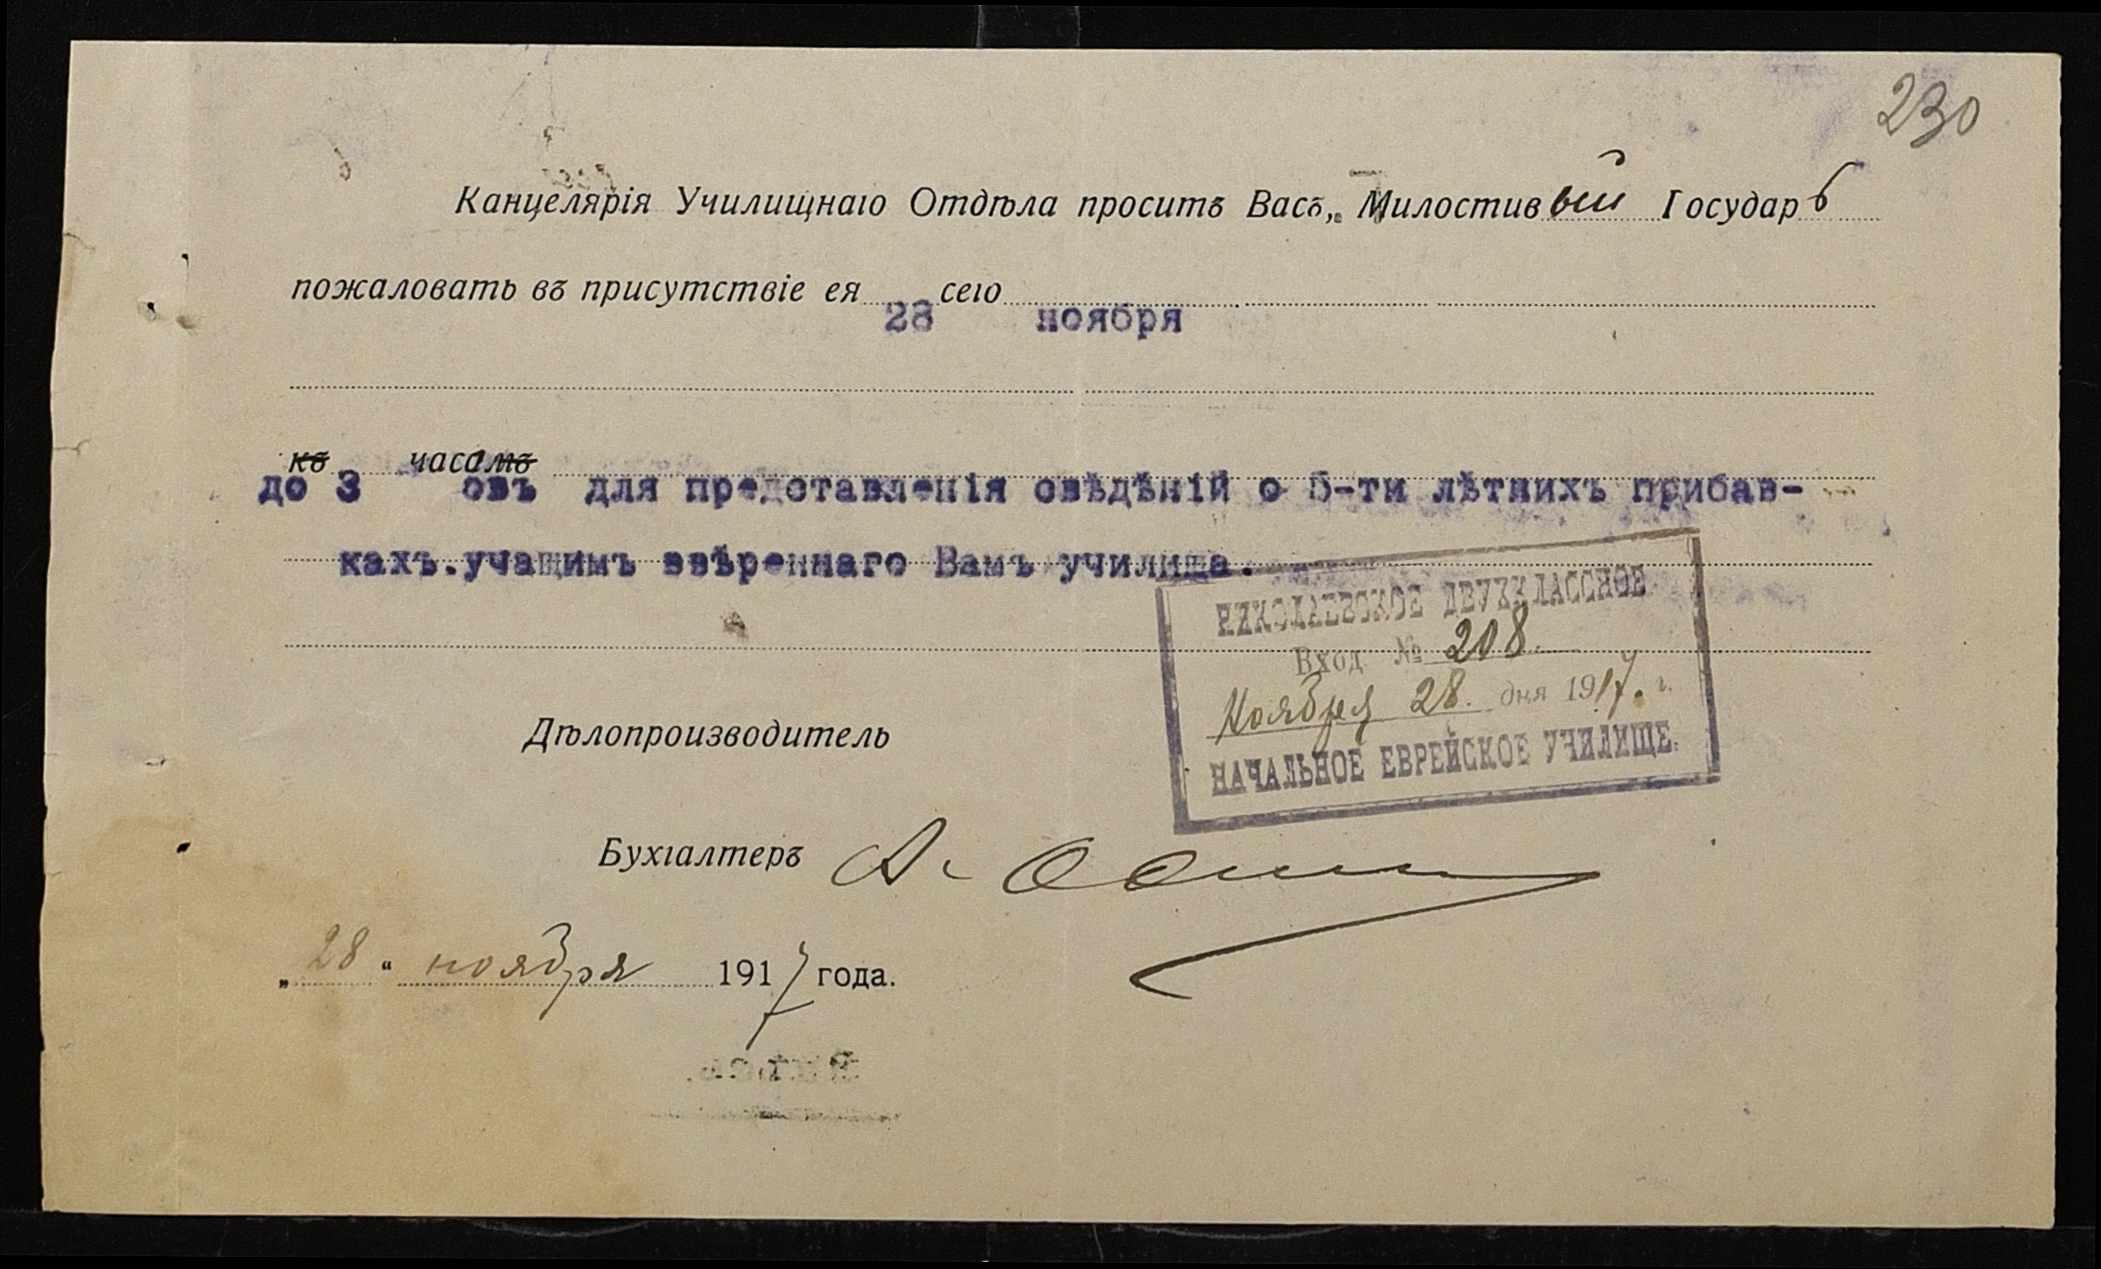 230
Канцелярія Училищнаго Отдѣла проситъ Васъ, Милостивый Государь
пожаловать въ присутствіе ея 28 сего ноября
до къ 3 часамъ овъ для представленія свѣдѣній о 5-ти лѣтнихъ прибав-
кахъ.учащимъ ввѣреннаго Вамъ училища.
НИКОЛАЕВСКОЕ ДВУХКЛАССНОЕ
Вход № 208.
Ноября 28. дня 1917. г.
НАЧАЛЬНОЕ ЕВРЕЙСКОЕ УЧИЛИЩЕ.
Дѣлопроизводитель
Бухгалтеръ
„28“ ноября 1917 года.